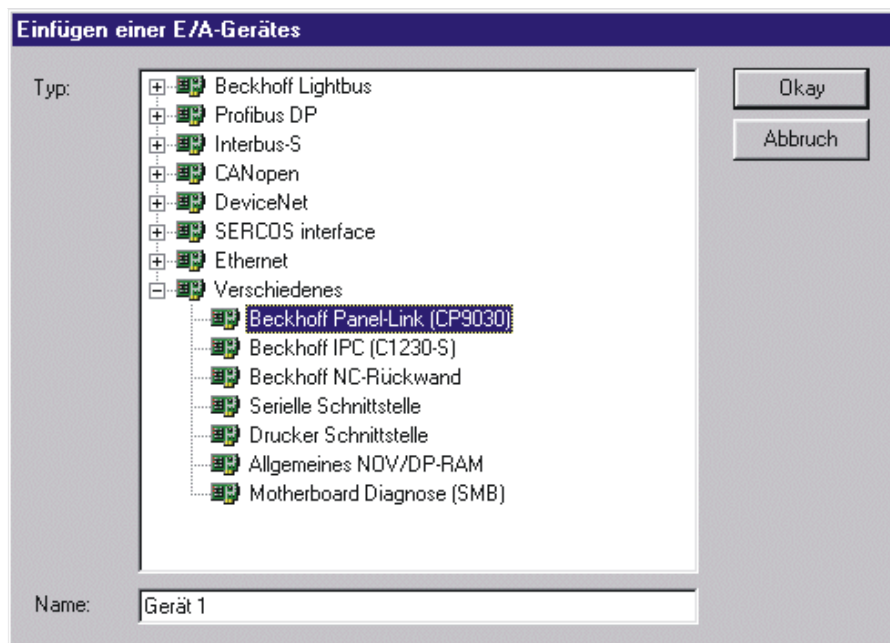 Einfügen einer E/A-Gerätes
Typ:
Beckhoff Lightbus
Profibus DP
Interbus-S
CANopen
DeviceNet
SERCOS interface
Ethernet
Verschiedenes
Beckhoff Panel-Link (CP9030)
Beckhoff IPC (C1230-S)
Beckhoff NC-Rückwand
Serielle Schnittstelle
Drucker Schnittstelle
Allgemeines NOV/DP-RAM
Motherboard Diagnose (SMB)
Okay
Abbruch
Name:
Gerät 1